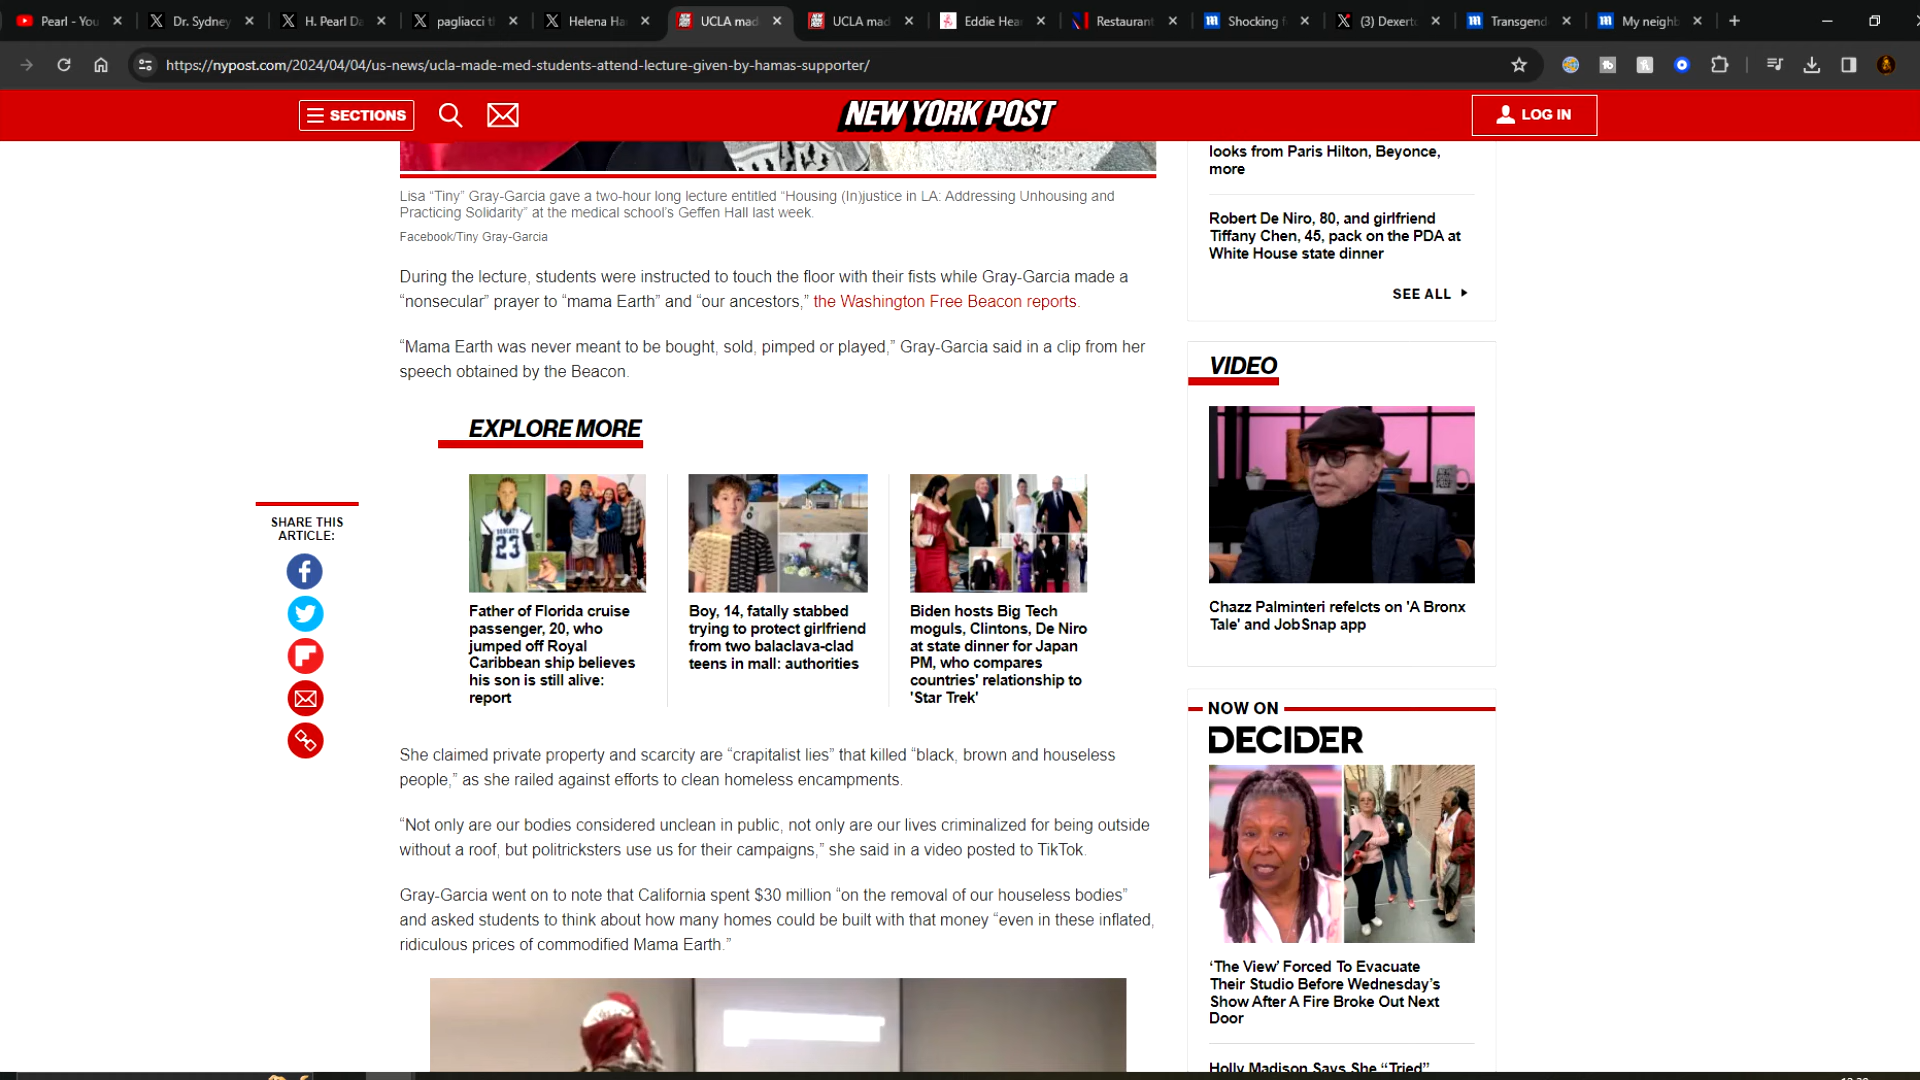 Pearl - You
Dr. Sydney
H. Pearl Da
pagliacci t
Helena Ha
UCLA mad
UCLA mad
Eddie Hea
Restaurant
Shocking f
(3) Dexert
Transgend
My neighb
https://nypost.com/2024/04/04/us-news/ucla-made-med-students-attend-lecture-given-by-hamas-supporter/
SECTIONS
NEW YORK POST
LOG IN
Lisa “Tiny” Gray-Garcia gave a two-hour long lecture entitled “Housing (In)justice in LA: Addressing Unhousing and
Practicing Solidarity” at the medical school’s Geffen Hall last week.
Facebook/Tiny Gray-Garcia
During the lecture, students were instructed to touch the floor with their fists while Gray-Garcia made a
“nonsecular” prayer to “mama Earth” and “our ancestors,” the Washington Free Beacon reports.
“Mama Earth was never meant to be bought, sold, pimped or played,” Gray-Garcia said in a clip from her
speech obtained by the Beacon.
EXPLORE MORE
23
Father of Florida cruise
passenger, 20, who
jumped off Royal
Caribbean ship believes
his son is still alive:
report
Boy, 14, fatally stabbed
trying to protect girlfriend
from two balaclava-clad
teens in mall: authorities
Biden hosts Big Tech
moguls, Clintons, De Niro
at state dinner for Japan
PM, who compares
countries' relationship to
'Star Trek'
SHARE THIS
ARTICLE:
She claimed private property and scarcity are “crapitalist lies” that killed “black, brown and houseless
people,” as she railed against efforts to clean homeless encampments.
“Not only are our bodies considered unclean in public, not only are our lives criminalized for being outside
without a roof, but politricksters use us for their campaigns,” she said in a video posted to TikTok.
Gray-Garcia went on to note that California spent $30 million “on the removal of our houseless bodies”
and asked students to think about how many homes could be built with that money “even in these inflated,
ridiculous prices of commodified Mama Earth.”
looks from Paris Hilton, Beyonce,
more
Robert De Niro, 80, and girlfriend
Tiffany Chen, 45, pack on the PDA at
White House state dinner
SEE ALL
VIDEO
Chazz Palminteri refelcts on 'A Bronx
Tale' and JobSnap app
NOW ON
DECIDER
‘The View’ Forced To Evacuate
Their Studio Before Wednesday’s
Show After A Fire Broke Out Next
Door
Holly Madison Says She “Tried”